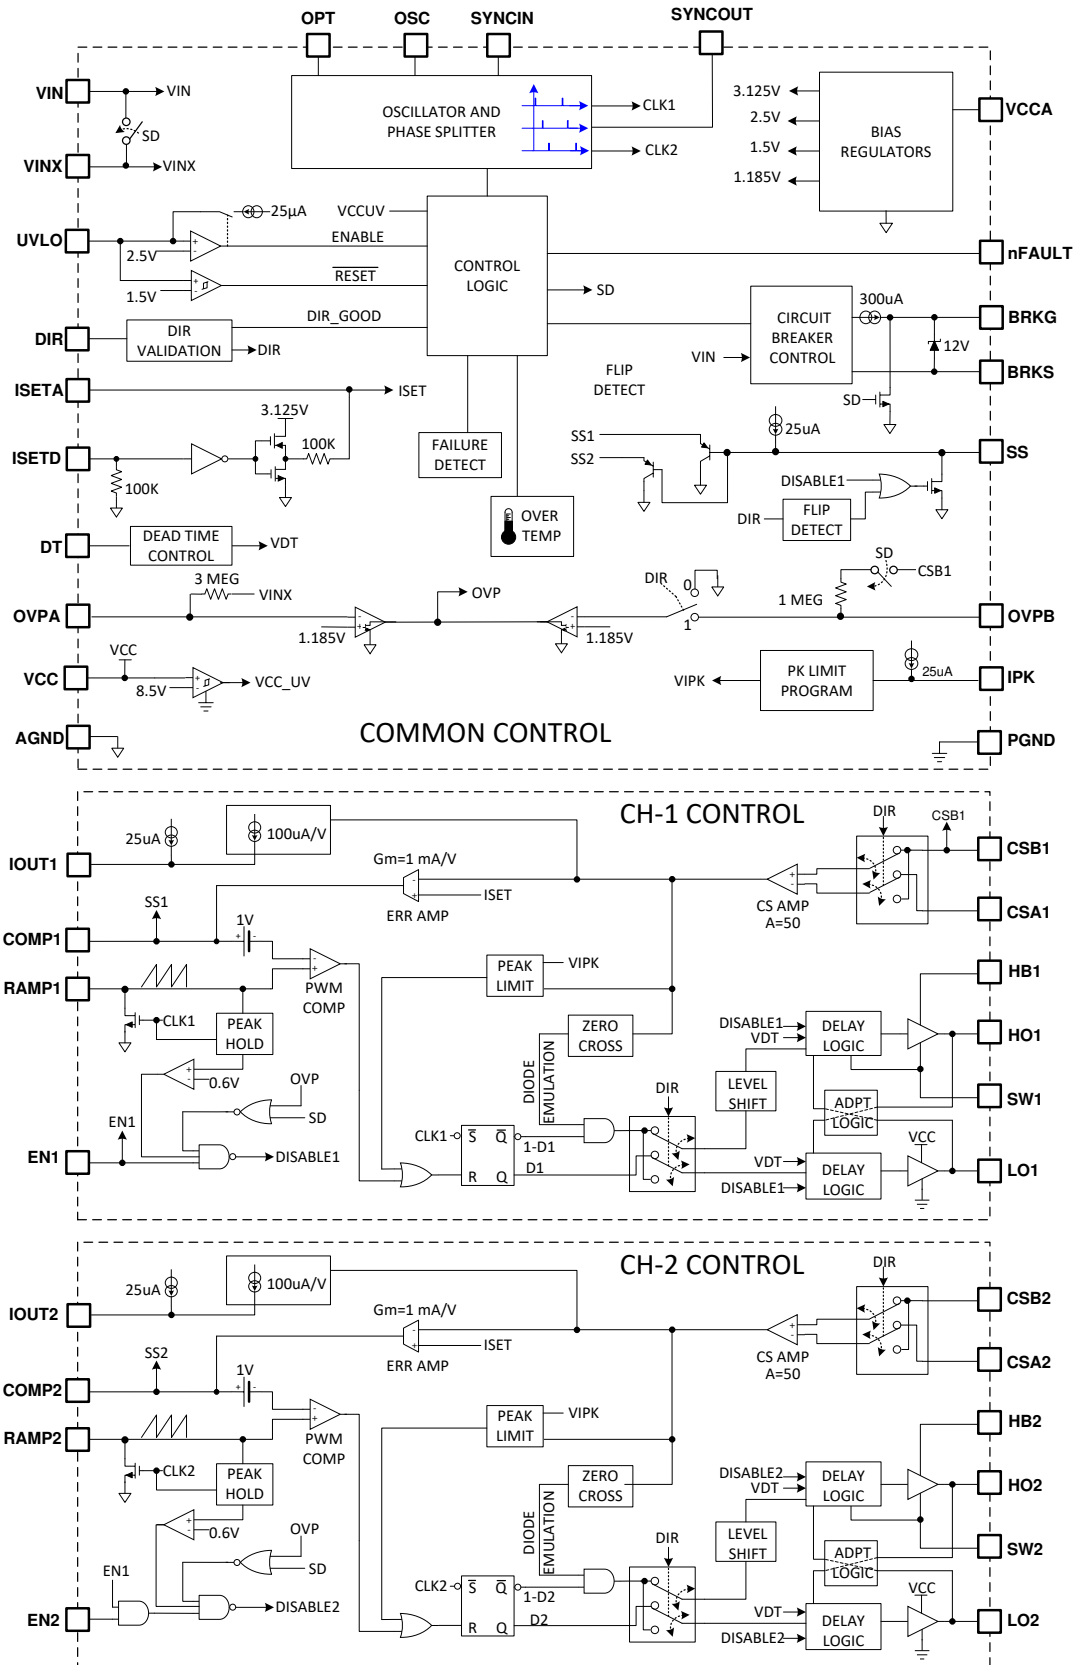 OPT OSC SYNCIN SYNCOUT
VIN VIN
SD
VINX VINX
OSCILLATOR AND
PHASE SPLITTER
CLK1
CLK2
3.125V
2.5V
1.5V
1.185V
BIAS
REGULATORS
VCCA
UVLO
25µA
2.5V
1.5V
VCCUV
ENABLE
RESET
DIR_GOOD
CONTROL
LOGIC
SD
nFAULT
DIR
DIR
VALIDATION
DIR
300uA
CIRCUIT
BREAKER
CONTROL
VIN
12V
BRKG
BRKS
SD
ISETA
ISET
3.125V
ISETD
100K
100K
FAILURE
DETECT
OVER
TEMP
FLIP
DETECT
SS1
SS2
25uA
SS
DISABLE1
DIR
FLIP
DETECT
DT
DEAD TIME
CONTROL
VDT
3 MEG
VINX
OVPA
1.185V
OVP
1.185V
DIR
0
1
SD
CSB1
1 MEG
OVPB
VCC
VCC
8.5V
VCC_UV
VIPK
PK LIMIT
PROGRAM
25uA
IPK
AGND
COMMON CONTROL
PGND
CH-1 CONTROL
25uA
100uA/V
IOUT1
Gm=1 mA/V
ISET
ERR AMP
DIR
CSB1
CSB1
CS AMP
A=50
CSA1
SS1
COMP1
1V
RAMP1
PWM
COMP
CLK1
PEAK
HOLD
0.6V
OVP
SD
EN1
EN1
DISABLE1
PEAK
LIMIT
VIPK
ZERO
CROSS
DIODE
EMULATION
CLK1
S Q
R Q
1-D1
D1
DIR
LEVEL
SHIFT
DISABLE1
VDT
DELAY
LOGIC
ADPT
LOGIC
VDT
DISABLE1
DELAY
LOGIC
VCC
HB1
HO1
SW1
LO1
CH-2 CONTROL
25uA
100uA/V
IOUT2
Gm=1 mA/V
ISET
ERR AMP
DIR
CSB2
CS AMP
A=50
CSA2
SS2
COMP2
1V
RAMP2
PWM
COMP
CLK2
PEAK
HOLD
0.6V
OVP
SD
EN1
EN2
DISABLE2
PEAK
LIMIT
VIPK
ZERO
CROSS
DIODE
EMULATION
CLK2
S Q
R Q
1-D2
D2
DIR
LEVEL
SHIFT
DISABLE2
VDT
DELAY
LOGIC
ADPT
LOGIC
VDT
DISABLE2
DELAY
LOGIC
VCC
HB2
HO2
SW2
LO2